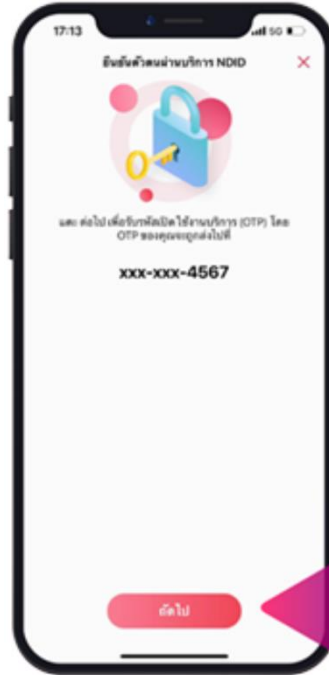 17:13
5G
ยืนยันตัวตนผ่านบริการ NDID
แตะ ต่อไป เพื่อรับรหัสเปิดใช้งานบริการ (OTP) โดย
OTP ของคุณจะถูกส่งไปที่
xxx-xxx-4567
ถัดไป